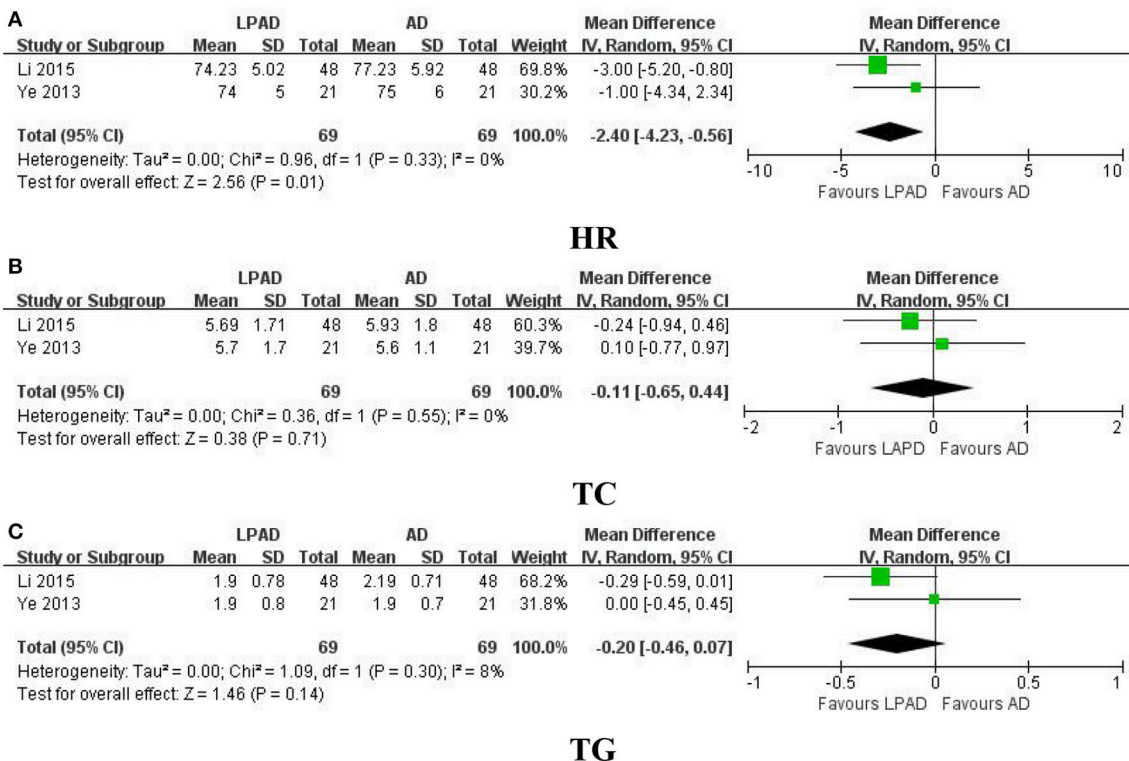 A
LPAD AD Mean Difference Mean Difference
Study or Subgroup Mean SD Total Mean SD Total Weight IV, Random, 95% CI IV, Random, 95% CI
Li 2015 74.23 5.02 48 77.23 5.92 48 69.8% -3.00 [-5.20, -0.80]
Ye 2013 74 5 21 75 6 21 30.2% -1.00 [-4.34, 2.34]
Total (95% CI) 69 69 100.0% -2.40 [-4.23, -0.56]
Heterogeneity: Tau² = 0.00; Chi² = 0.96, df = 1 (P = 0.33); I² = 0%
Test for overall effect: Z = 2.56 (P = 0.01)
-10 -5 0 5 10
Favours LPAD Favours AD
HR
B
LPAD AD Mean Difference Mean Difference
Study or Subgroup Mean SD Total Mean SD Total Weight IV, Random, 95% CI IV, Random, 95% CI
Li 2015 5.69 1.71 48 5.93 1.8 48 60.3% -0.24 [-0.94, 0.46]
Ye 2013 5.7 1.7 21 5.6 1.1 21 39.7% 0.10 [-0.77, 0.97]
Total (95% CI) 69 69 100.0% -0.11 [-0.65, 0.44]
Heterogeneity: Tau² = 0.00; Chi² = 0.36, df = 1 (P = 0.55); I² = 0%
Test for overall effect: Z = 0.38 (P = 0.71)
-2 -1 0 1 2
Favours LAPD Favours AD
TC
C
LPAD AD Mean Difference Mean Difference
Study or Subgroup Mean SD Total Mean SD Total Weight IV, Random, 95% CI IV, Random, 95% CI
Li 2015 1.9 0.78 48 2.19 0.71 48 68.2% -0.29 [-0.59, 0.01]
Ye 2013 1.9 0.8 21 1.9 0.7 21 31.8% 0.00 [-0.45, 0.45]
Total (95% CI) 69 69 100.0% -0.20 [-0.46, 0.07]
Heterogeneity: Tau² = 0.00; Chi² = 1.09, df = 1 (P = 0.30); I² = 8%
Test for overall effect: Z = 1.46 (P = 0.14)
-1 -0.5 0 0.5 1
Favours LPAD Favours AD
TG